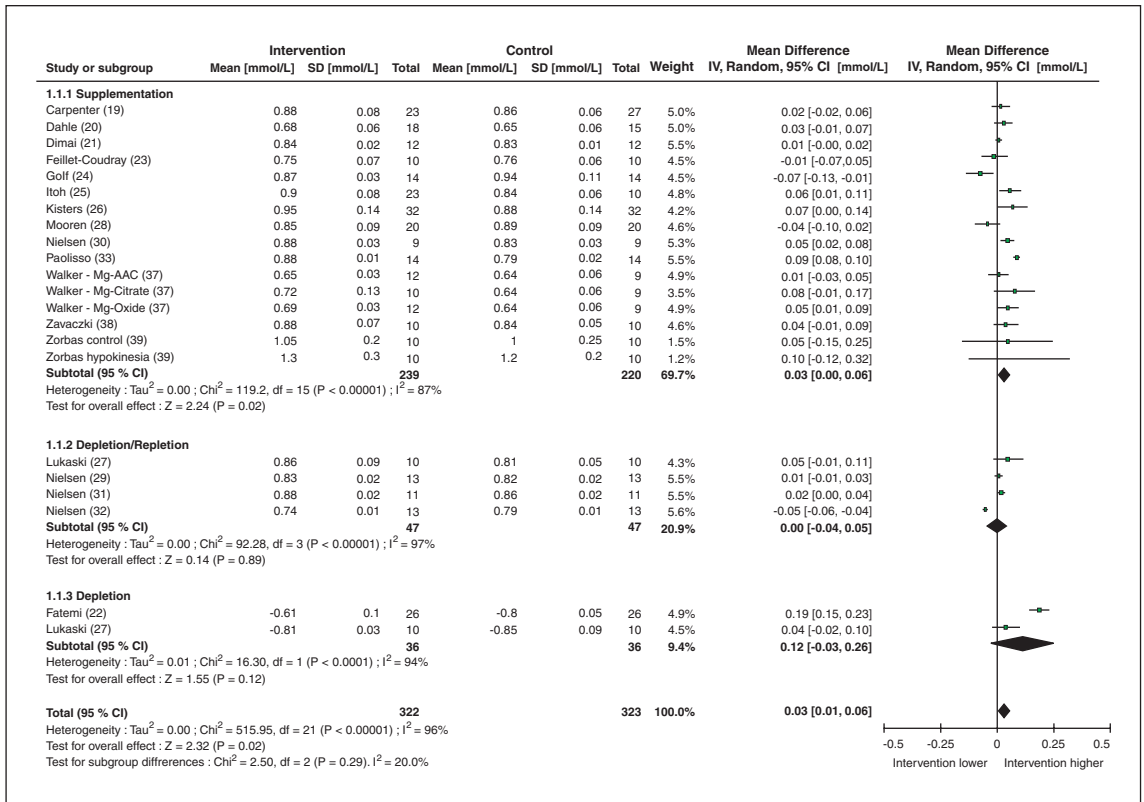 Intervention Control Mean Difference Mean Difference
Study or subgroup Mean [mmol/L] SD [mmol/L] Total Mean [mmol/L] SD [mmol/L] Total Weight IV, Random, 95% CI [mmol/L] IV, Random, 95% CI [mmol/L]
1.1.1 Supplementation
Carpenter (19) 0.88 0.08 23 0.86 0.06 27 5.0% 0.02 [-0.02, 0.06]
Dahle (20) 0.68 0.06 18 0.65 0.06 15 5.0% 0.03 [-0.01, 0.07]
Dimai (21) 0.84 0.02 12 0.83 0.01 12 5.5% 0.01 [-0.00, 0.02]
Feillet-Coudray (23) 0.75 0.07 10 0.76 0.06 10 4.5% -0.01 [-0.07,0.05]
Golf (24) 0.87 0.03 14 0.94 0.11 14 4.5% -0.07 [-0.13, -0.01]
Itoh (25) 0.9 0.08 23 0.84 0.06 10 4.8% 0.06 [0.01, 0.11]
Kisters (26) 0.95 0.14 32 0.88 0.14 32 4.2% 0.07 [0.00, 0.14]
Mooren (28) 0.85 0.09 20 0.89 0.09 20 4.6% -0.04 [-0.10, 0.02]
Nielsen (30) 0.88 0.03 9 0.83 0.03 9 5.3% 0.05 [0.02, 0.08]
Paolisso (33) 0.88 0.01 14 0.79 0.02 14 5.5% 0.09 [0.08, 0.10]
Walker - Mg-AAC (37) 0.65 0.03 12 0.64 0.06 9 4.9% 0.01 [-0.03, 0.05]
Walker - Mg-Citrate (37) 0.72 0.13 10 0.64 0.06 9 3.5% 0.08 [-0.01, 0.17]
Walker - Mg-Oxide (37) 0.69 0.03 12 0.64 0.06 9 4.9% 0.05 [0.01, 0.09]
Zavaczki (38) 0.88 0.07 10 0.84 0.05 10 4.6% 0.04 [-0.01, 0.09]
Zorbas control (39) 1.05 0.2 10 1 0.25 10 1.5% 0.05 [-0.15, 0.25]
Zorbas hypokinesia (39) 1.3 0.3 10 1.2 0.2 10 1.2% 0.10 [-0.12, 0.32]
Subtotal (95 % CI) 239 220 69.7% 0.03 [0.00, 0.06]
Heterogeneity : Tau² = 0.00 ; Chi² = 119.2, df = 15 (P < 0.00001) ; I² = 87%
Test for overall effect : Z = 2.24 (P = 0.02)
1.1.2 Depletion/Repletion
Lukaski (27) 0.86 0.09 10 0.81 0.05 10 4.3% 0.05 [-0.01, 0.11]
Nielsen (29) 0.83 0.02 13 0.82 0.02 13 5.5% 0.01 [-0.01, 0.03]
Nielsen (31) 0.88 0.02 11 0.86 0.02 11 5.5% 0.02 [0.00, 0.04]
Nielsen (32) 0.74 0.01 13 0.79 0.01 13 5.6% -0.05 [-0.06, -0.04]
Subtotal (95 % CI) 47 47 20.9% 0.00 [-0.04, 0.05]
Heterogeneity : Tau² = 0.00 ; Chi² = 92.28, df = 3 (P < 0.00001) ; I² = 97%
Test for overall effect : Z = 0.14 (P = 0.89)
1.1.3 Depletion
Fatemi (22) -0.61 0.1 26 -0.8 0.05 26 4.9% 0.19 [0.15, 0.23]
Lukaski (27) -0.81 0.03 10 -0.85 0.09 10 4.5% 0.04 [-0.02, 0.10]
Subtotal (95 % CI) 36 36 9.4% 0.12 [-0.03, 0.26]
Heterogeneity : Tau² = 0.01 ; Chi² = 16.30, df = 1 (P < 0.0001) ; I² = 94%
Test for overall effect : Z = 1.55 (P = 0.12)
Total (95 % CI) 322 323 100.0% 0.03 [0.01, 0.06]
Heterogeneity : Tau² = 0.00 ; Chi² = 515.95, df = 21 (P < 0.00001) ; I² = 96%
Test for overall effect : Z = 2.32 (P = 0.02)
Test for subgroup differrences : Chi² = 2.50, df = 2 (P = 0.29). I² = 20.0%
-0.5 -0.25 0 0.25 0.5
Intervention lower Intervention higher